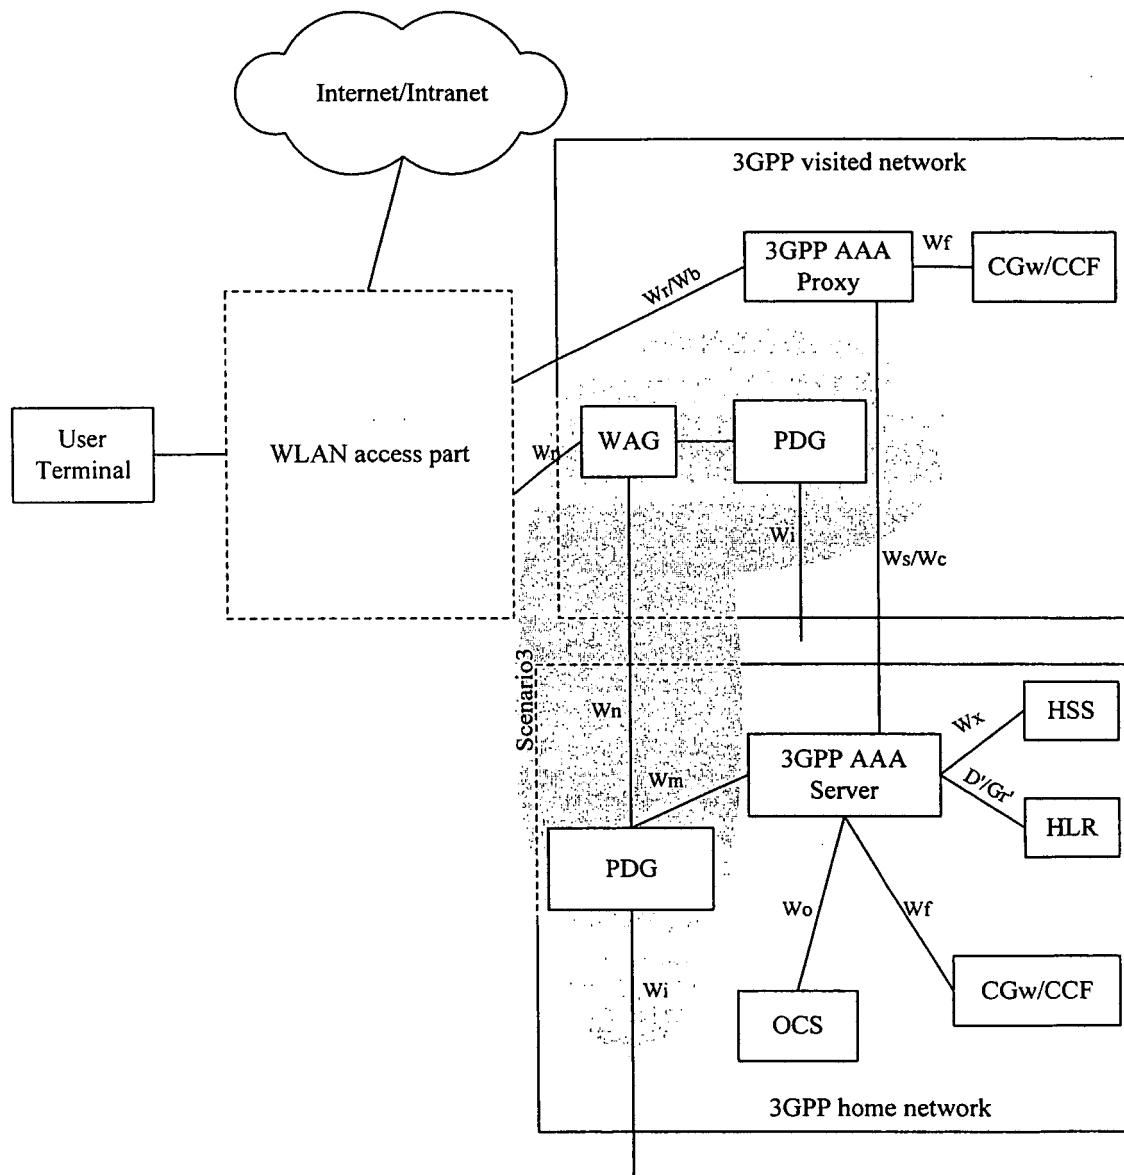 Internet/Intranet
3GPP visited network
3GPP AAA
Proxy
Wf
CGw/CCF
Wr/Wb
User
Terminal
WLAN access part
Wn
WAG
PDG
Wi
Ws/Wc
Scenario3
Wn
Wm
3GPP AAA
Server
Wx
HSS
D'/Gr'
HLR
PDG
Wo
Wf
Wi
OCS
CGw/CCF
3GPP home network